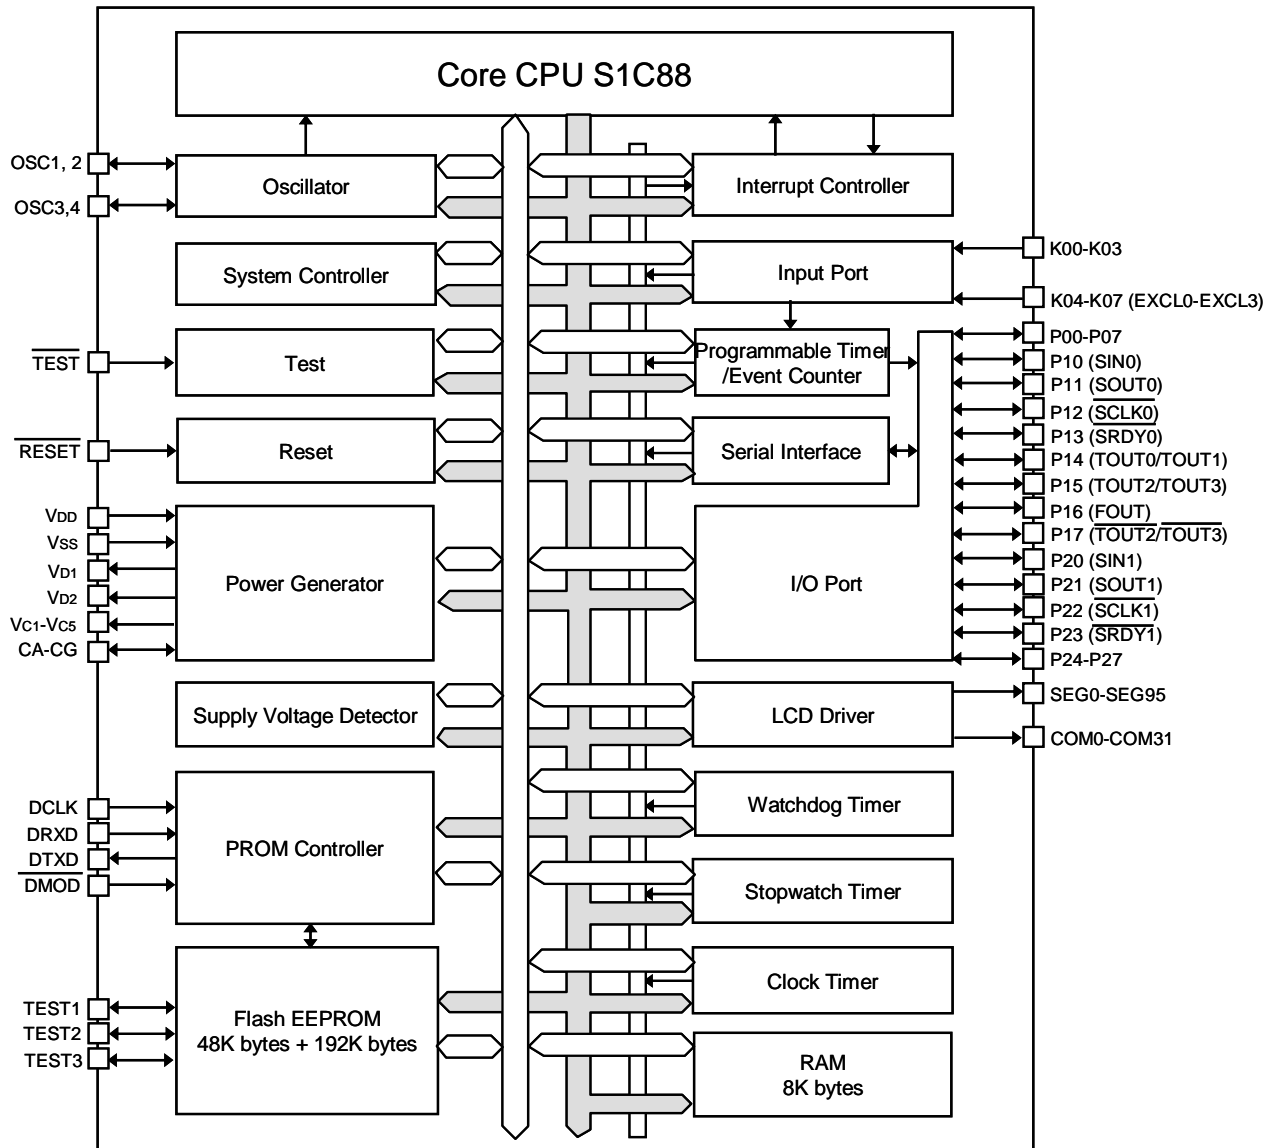 Core CPU S1C88
OSC1, 2
OSC3,4
Oscillator
Interrupt Controller
System Controller
Input Port
K00-K03
K04-K07 (EXCL0-EXCL3)
TEST
Test
Programmable Timer
/Event Counter
RESET
Reset
Serial Interface
VDD
VSS
VD1
VD2
VC1-VC5
CA-CG
Power Generator
I/O Port
P00-P07
P10 (SIN0)
P11 (SOUT0)
P12 (SCLK0)
P13 (SRDY0)
P14 (TOUT0/TOUT1)
P15 (TOUT2/TOUT3)
P16 (FOUT)
P17 (TOUT2/TOUT3)
P20 (SIN1)
P21 (SOUT1)
P22 (SCLK1)
P23 (SRDY1)
P24-P27
Supply Voltage Detector
LCD Driver
SEG0-SEG95
COM0-COM31
DCLK
DRXD
DTXD
DMOD
PROM Controller
Watchdog Timer
Stopwatch Timer
TEST1
TEST2
TEST3
Flash EEPROM
48K bytes + 192K bytes
Clock Timer
RAM
8K bytes